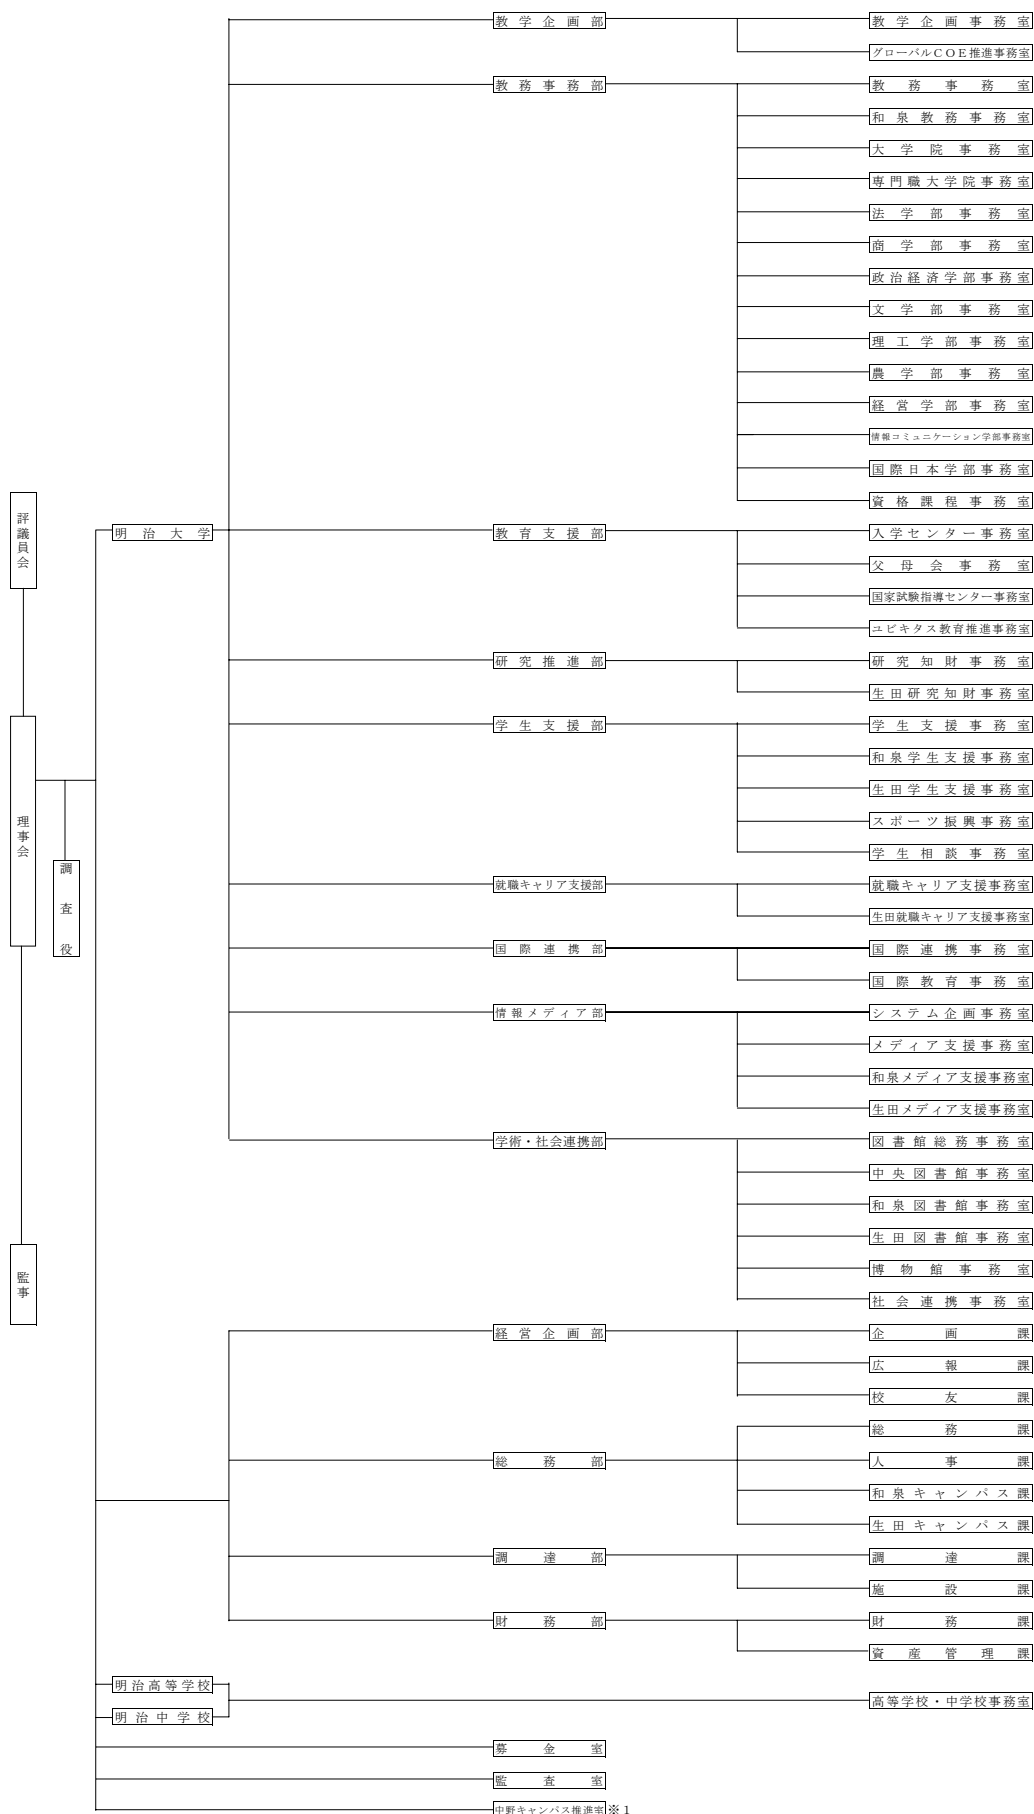 教学企画部
教学企画事務室
グローバルCOE推進事務室
教務事務部
教務事務室
和泉教務事務室
大学院事務室
専門職大学院事務室
法学部事務室
商学部事務室
政治経済学部事務室
文学部事務室
理工学部事務室
農学部事務室
経営学部事務室
情報コミュニケーション学部事務室
国際日本学部事務室
資格課程事務室
評議員会
明治大学
教育支援部
入学センター事務室
父母会事務室
国家試験指導センター事務室
ユビキタス教育推進事務室
研究推進部
研究知財事務室
生田研究知財事務室
学生支援部
学生支援事務室
和泉学生支援事務室
生田学生支援事務室
スポーツ振興事務室
学生相談事務室
理事会
調査役
就職キャリア支援部
就職キャリア支援事務室
生田就職キャリア支援事務室
国際連携部
国際連携事務室
国際教育事務室
情報メディア部
システム企画事務室
メディア支援事務室
和泉メディア支援事務室
生田メディア支援事務室
学術・社会連携部
図書館総務事務室
中央図書館事務室
和泉図書館事務室
生田図書館事務室
博物館事務室
社会連携事務室
監事
経営企画部
企画課
広報課
校友課
総務部
総務課
人事課
和泉キャンパス課
生田キャンパス課
調達部
調達課
施設課
財務部
財務課
資産管理課
明治高等学校
明治中学校
高等学校・中学校事務室
募金室
監査室
中野キャンパス推進室※1